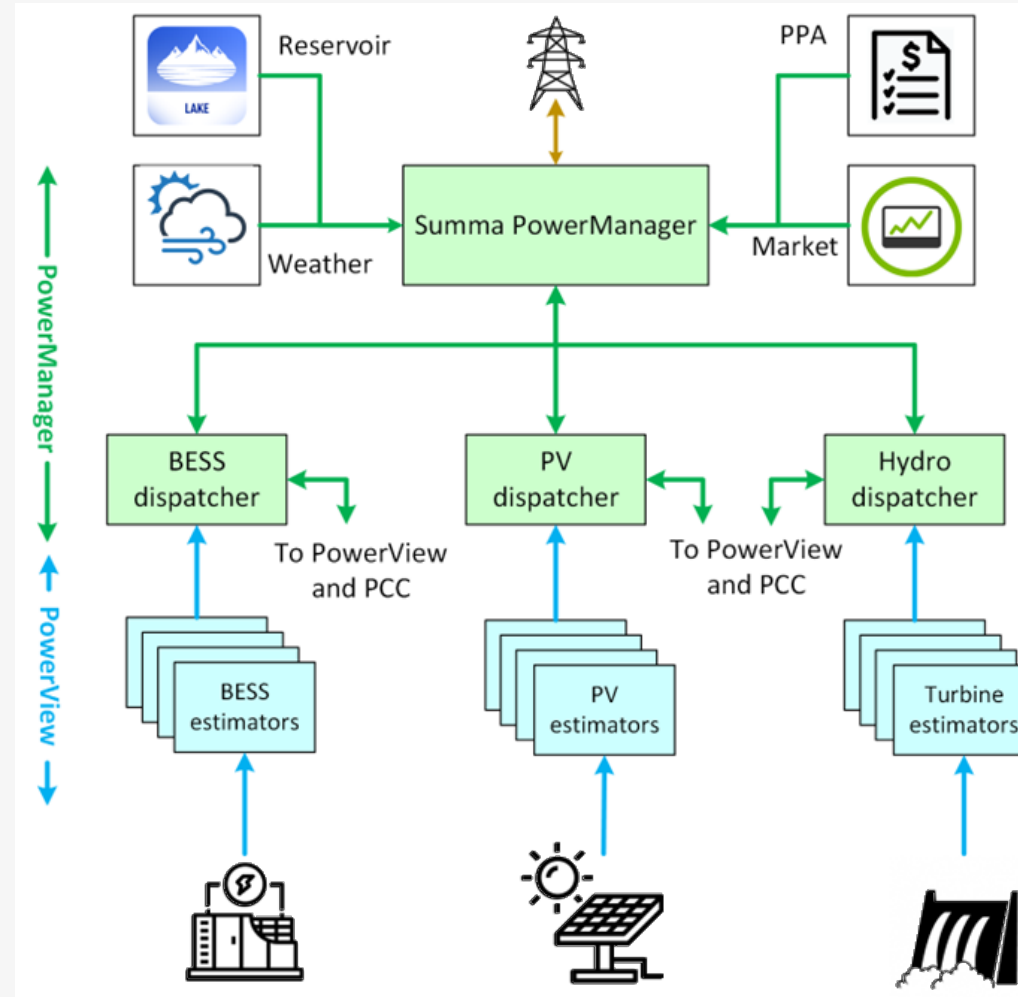 Reservoir
PPA
LAKE
Summa PowerManager
Weather
Market
PowerManager
BESS
dispatcher
PV
dispatcher
Hydro
dispatcher
To PowerView
and PCC
To PowerView
and PCC
PowerView
BESS
estimators
PV
estimators
Turbine
estimators